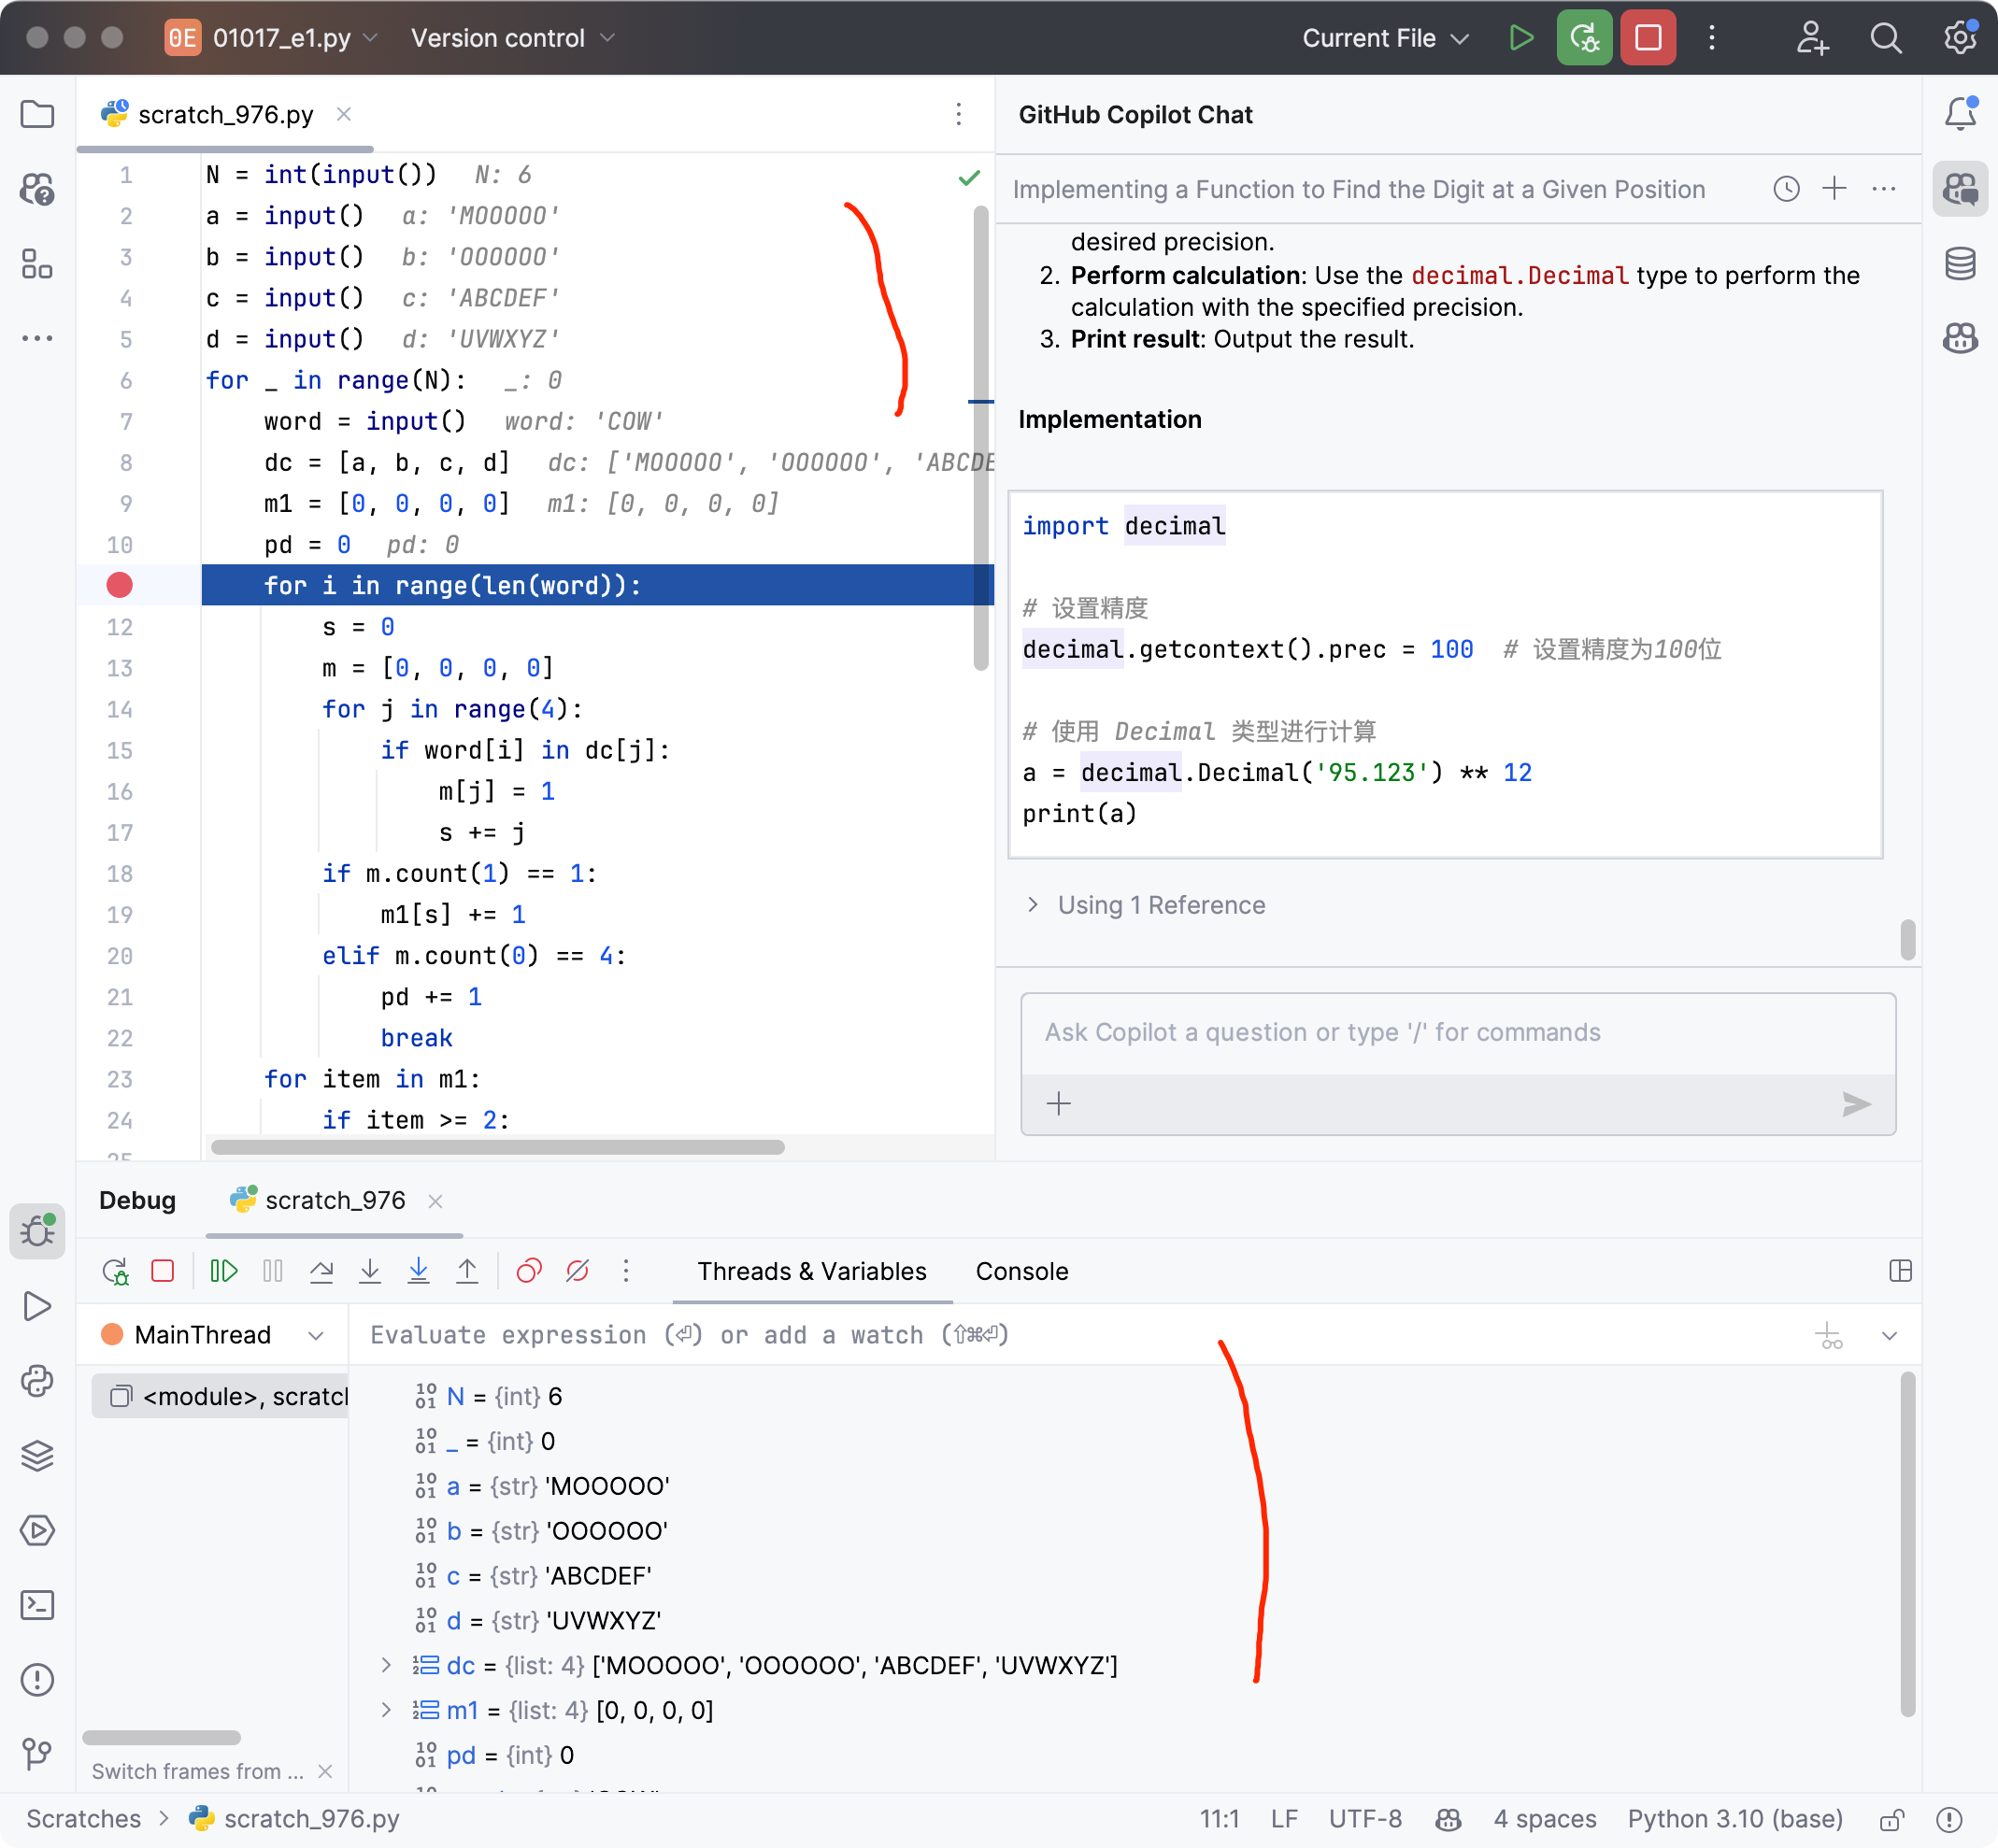 0E 01017_e1.py Version control Current File
scratch_976.py
1 N = int(input()) N: 6
2 a = input() a: 'MOOOOO'
3 b = input() b: 'OOOOOO'
4 c = input() c: 'ABCDEF'
5 d = input() d: 'UVWXYZ'
6 for _ in range(N): _: 0
7 word = input() word: 'COW'
8 dc = [a, b, c, d] dc: ['MOOOOO', 'OOOOOO', 'ABCDE
9 m1 = [0, 0, 0, 0] m1: [0, 0, 0, 0]
10 pd = 0 pd: 0
for i in range(len(word)):
12 s = 0
13 m = [0, 0, 0, 0]
14 for j in range(4):
15 if word[i] in dc[j]:
16 m[j] = 1
17 s += j
18 if m.count(1) == 1:
19 m1[s] += 1
20 elif m.count(0) == 4:
21 pd += 1
22 break
23 for item in m1:
24 if item >= 2:
25
GitHub Copilot Chat
Implementing a Function to Find the Digit at a Given Position
desired precision.
2. Perform calculation: Use the decimal.Decimal type to perform the
calculation with the specified precision.
3. Print result: Output the result.
Implementation
import decimal
# 设置精度
decimal.getcontext().prec = 100 # 设置精度为100位
# 使用 Decimal 类型进行计算
a = decimal.Decimal('95.123') ** 12
print(a)
Using 1 Reference
Ask Copilot a question or type '/' for commands
Debug scratch_976
Threads & Variables Console
MainThread
Evaluate expression (⏎) or add a watch (⇧⌘⏎)
<module>, scratch
N = {int} 6
_ = {int} 0
a = {str} 'MOOOOO'
b = {str} 'OOOOOO'
c = {str} 'ABCDEF'
d = {str} 'UVWXYZ'
dc = {list: 4} ['MOOOOO', 'OOOOOO', 'ABCDEF', 'UVWXYZ']
m1 = {list: 4} [0, 0, 0, 0]
pd = {int} 0
Switch frames from ...
Scratches > scratch_976.py
11:1 LF UTF-8 4 spaces Python 3.10 (base)